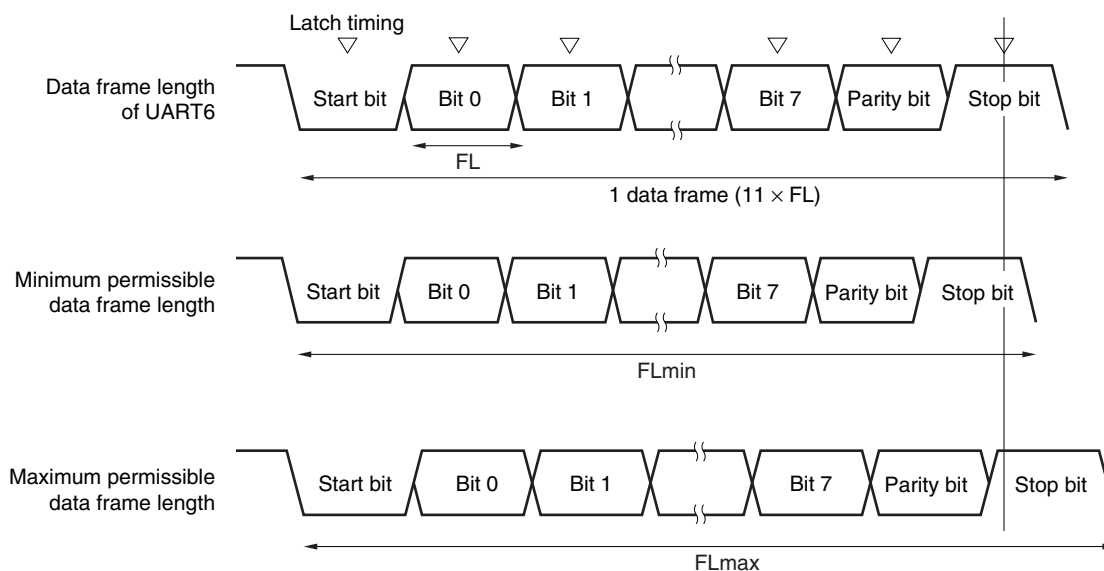 Latch timing
Data frame length
of UART6
Start bit
Bit 0
Bit 1
Bit 7
Parity bit
Stop bit
FL
1 data frame (11 × FL)
Minimum permissible
data frame length
Start bit
Bit 0
Bit 1
Bit 7
Parity bit
Stop bit
FLmin
Maximum permissible
data frame length
Start bit
Bit 0
Bit 1
Bit 7
Parity bit
Stop bit
FLmax